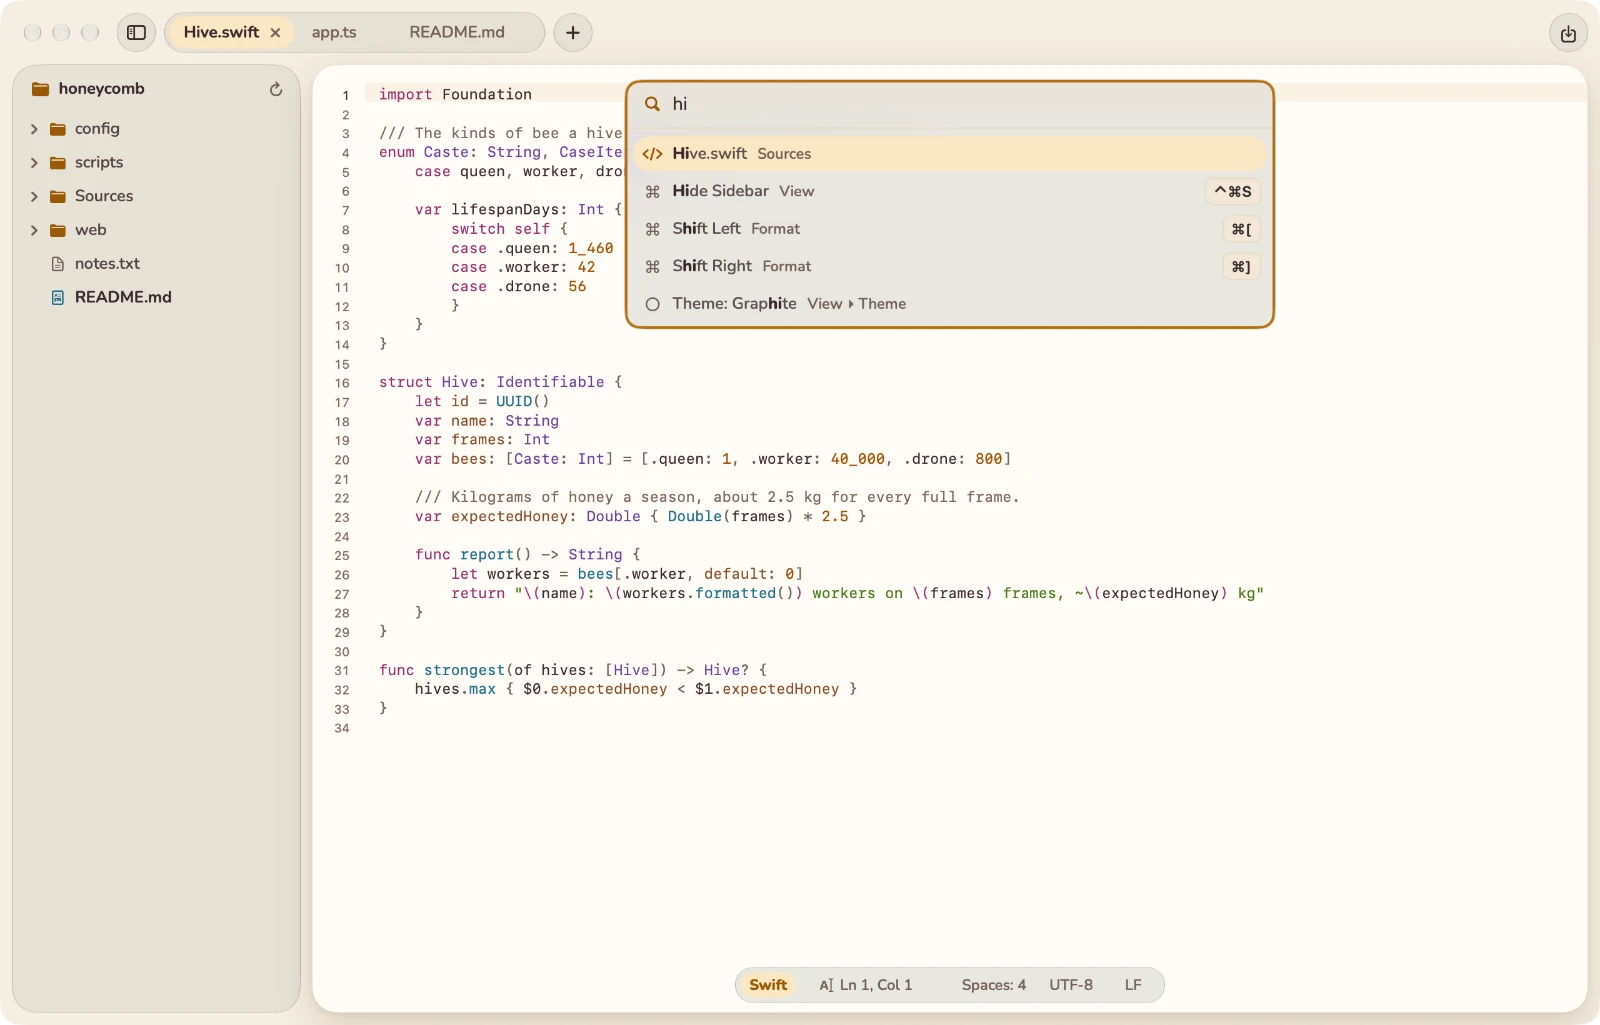 Hive.swift
app.ts
README.md
honeycomb
config
scripts
Sources
web
notes.txt
README.md
hi
Hive.swift Sources
Hide Sidebar View ^⌘S
Shift Left Format ⌘[
Shift Right Format ⌘]
Theme: Graphite View ▸ Theme
1 import Foundation
2
3 /// The kinds of bee a hive
4 enum Caste: String, CaseIte
5     case queen, worker, dro
6
7     var lifespanDays: Int {
8         switch self {
9         case .queen: 1_460
10         case .worker: 42
11         case .drone: 56
12         }
13     }
14 }
15
16 struct Hive: Identifiable {
17     let id = UUID()
18     var name: String
19     var frames: Int
20     var bees: [Caste: Int] = [.queen: 1, .worker: 40_000, .drone: 800]
21
22     /// Kilograms of honey a season, about 2.5 kg for every full frame.
23     var expectedHoney: Double { Double(frames) * 2.5 }
24
25     func report() -> String {
26         let workers = bees[.worker, default: 0]
27         return "\(name): \(workers.formatted()) workers on \(frames) frames, ~\(expectedHoney) kg"
28     }
29 }
30
31 func strongest(of hives: [Hive]) -> Hive? {
32     hives.max { $0.expectedHoney < $1.expectedHoney }
33 }
34
Swift Ln 1, Col 1 Spaces: 4 UTF-8 LF